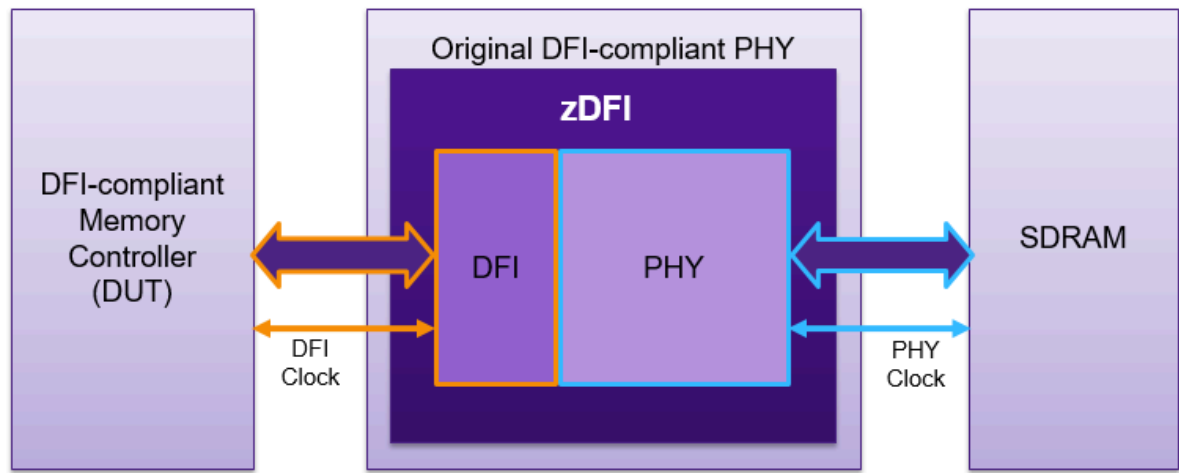 Original DFI-compliant PHY
zDFI
DFI-compliant
Memory
Controller
(DUT)
DFI
PHY
SDRAM
DFI
Clock
PHY
Clock